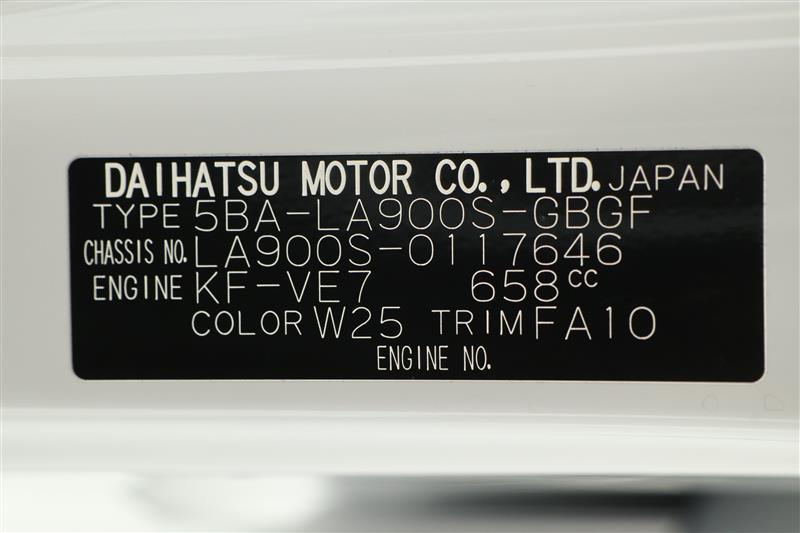 DAIHATSU MOTOR CO., LTD. JAPAN
TYPE 5BA-LA900S-GBGF
CHASSIS NO. LA900S-0117646
ENGINE KF-VE7 658CC
COLOR W25 TRIM FA10
ENGINE NO.